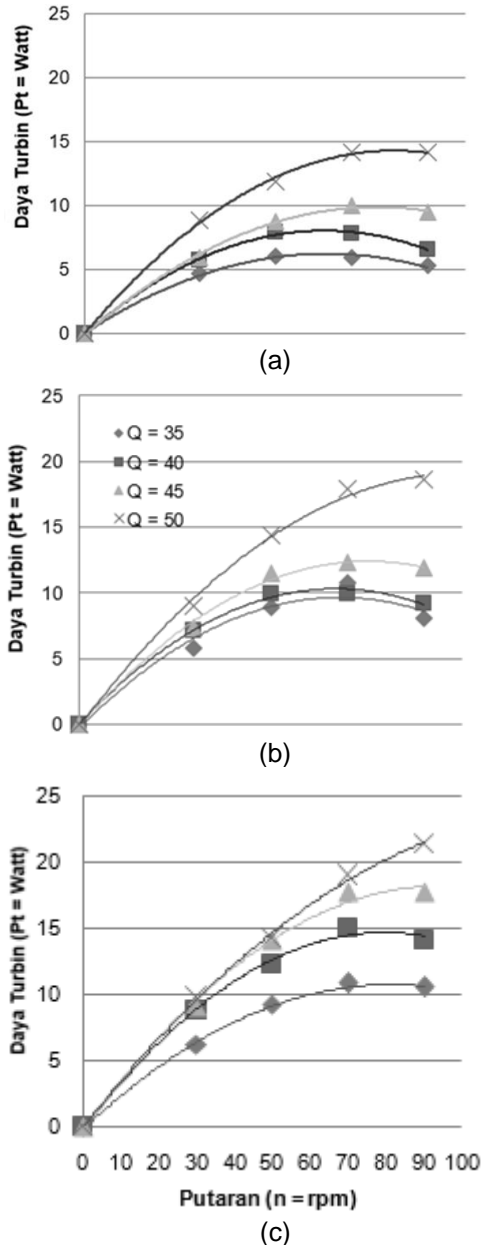 25
20
15
10
5
0
Daya Turbin (Pt = Watt)
(a)
25
20
15
10
5
0
Daya Turbin (Pt = Watt)
Q = 35
Q = 40
Q = 45
Q = 50
(b)
25
20
15
10
5
0
Daya Turbin (Pt = Watt)
0 10 20 30 40 50 60 70 80 90 100
Putaran (n = rpm)
(c)